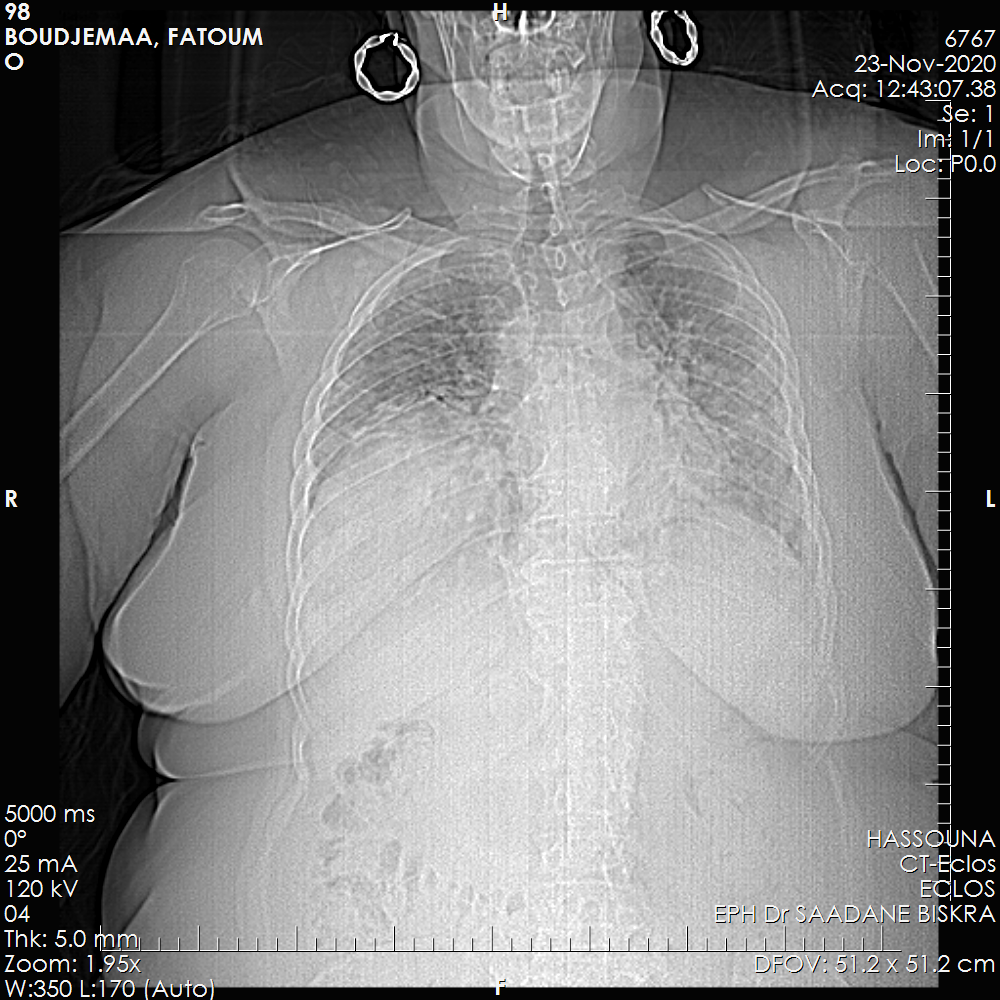 98
BOUDJEMAA, FATOUM
O
H
6767
23-Nov-2020
Acq: 12:43:07.38
Se: 1
Im: 1/1
Loc: P0.0
R
L
5000 ms
0°
25 mA
120 kV
04
Thk: 5.0 mm
Zoom: 1.95x
W:350 L:170 (Auto)
F
HASSOUNA
CT-Eclos
ECLOS
EPH Dr SAADANE BISKRA
DFOV: 51.2 x 51.2 cm